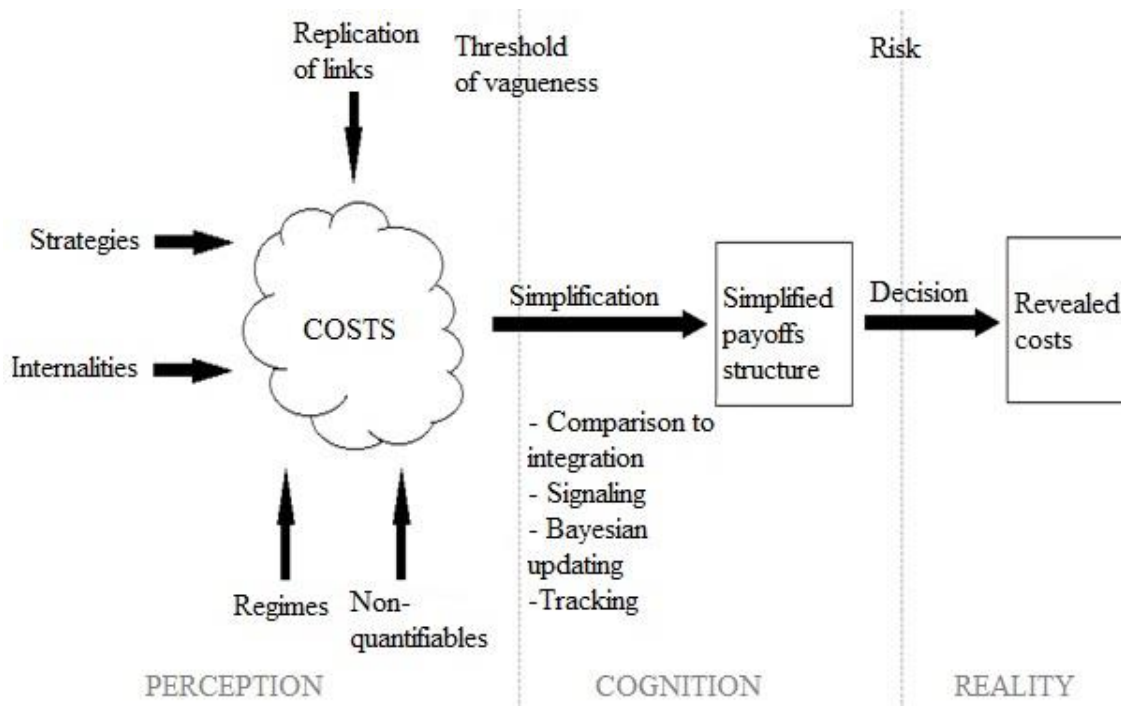 Replication
of links
Threshold
of vagueness
Risk
Strategies
Internalities
COSTS
Simplification
Simplified
payoffs
structure
Decision
Revealed
costs
- Comparison to
integration
- Signaling
- Bayesian
updating
-Tracking
Regimes
Non-
quantifiables
PERCEPTION
COGNITION
REALITY